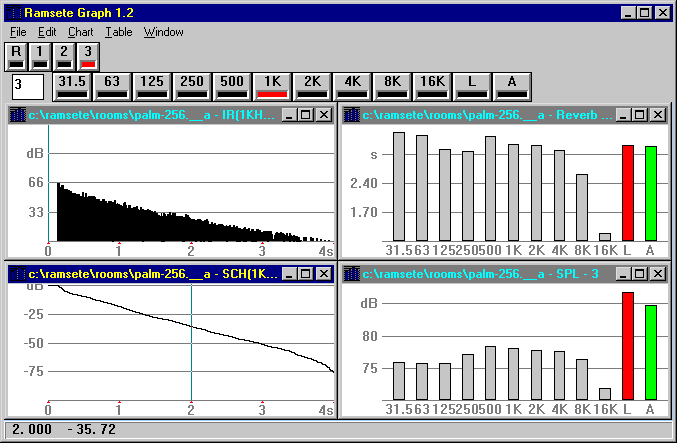 Ramsete Graph 1.2
File Edit Chart Table Window
R 1 2 3
3 31.5 63 125 250 500 1K 2K 4K 8K 16K L A
c:\ramsete\rooms\palm-256.__a - IR(1KH...
dB
66
33
0 1 2 3 4s
c:\ramsete\rooms\palm-256.__a - Reverb ...
s
2.40
1.70
31.5 63 125 250 500 1K 2K 4K 8K 16K L A
c:\ramsete\rooms\palm-256.__a - SCH(1K...
dB
-25
-50
-75
0 1 2 3 4s
c:\ramsete\rooms\palm-256.__a - SPL - 3
dB
80
75
31.5 63 125 250 500 1K 2K 4K 8K 16K L A
2.000 -35.72